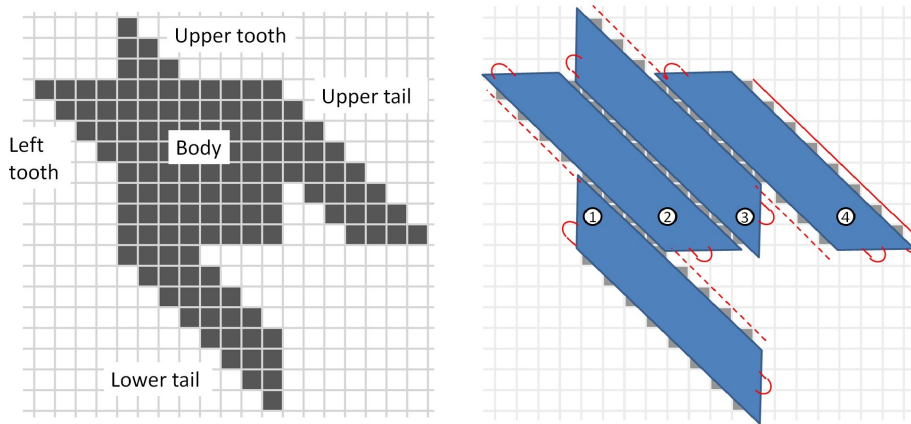 Upper tooth
Upper tail
Left
tooth
Body
Lower tail
① ② ③ ④